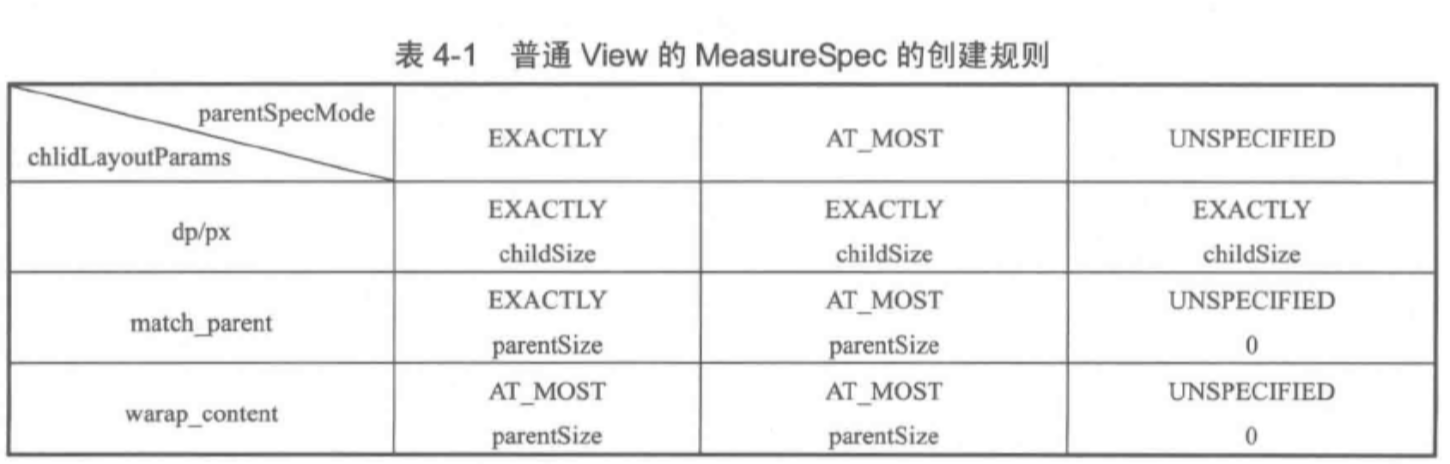 表 4-1 普通 View 的 MeasureSpec 的创建规则
parentSpecMode
chlidLayoutParams
EXACTLY
AT_MOST
UNSPECIFIED
dp/px
EXACTLY
childSize
EXACTLY
childSize
EXACTLY
childSize
match_parent
EXACTLY
parentSize
AT_MOST
parentSize
UNSPECIFIED
0
warap_content
AT_MOST
parentSize
AT_MOST
parentSize
UNSPECIFIED
0